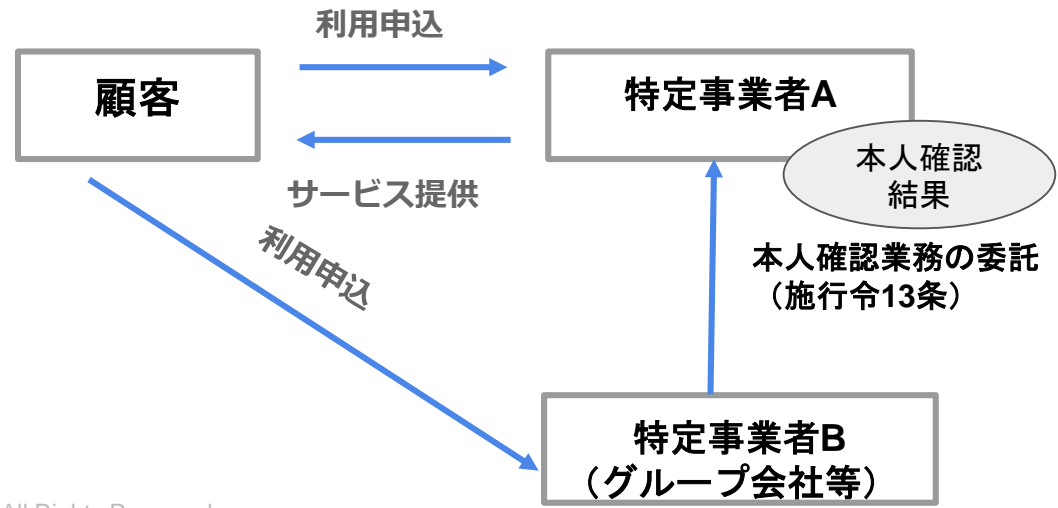 利用申込
顧客
特定事業者A
本人確認
結果
サービス提供
利用申込
本人確認業務の委託
（施行令13条）
特定事業者B
（グループ会社等）